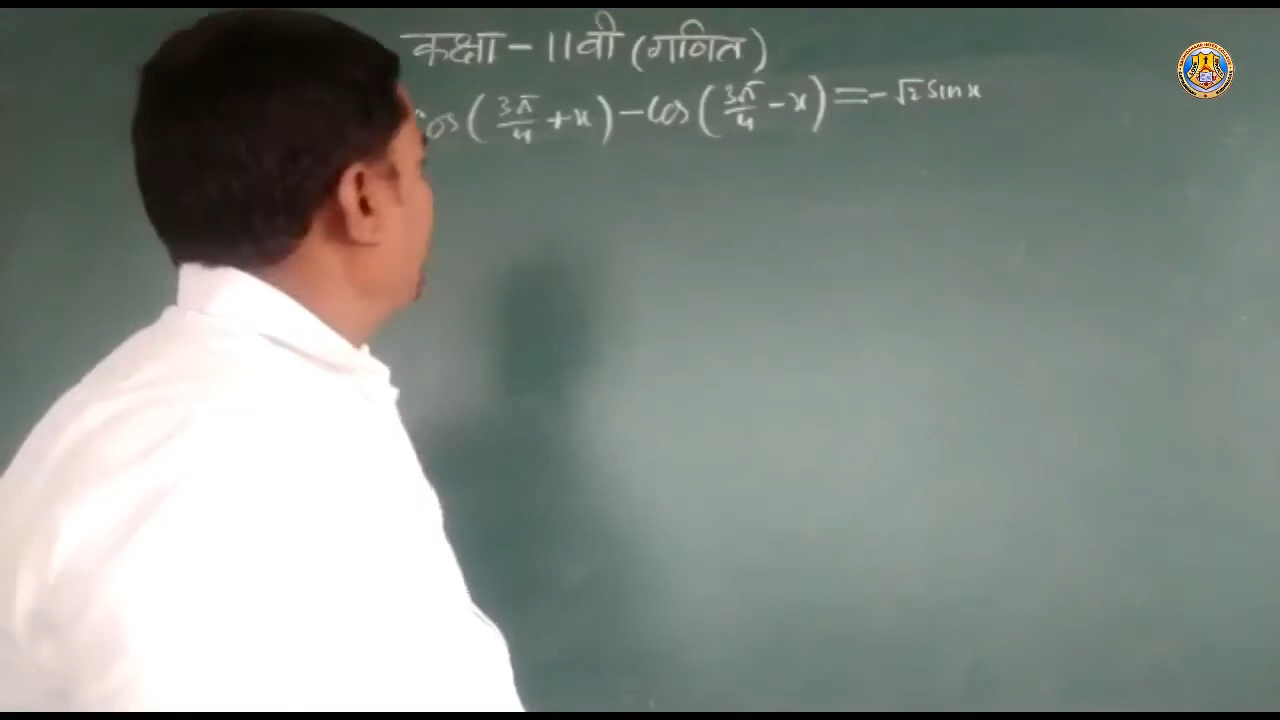 कक्षा - 11वी (गणित)
cos(3π/4 + x) - cos(3π/4 - x) = -√2 sin x